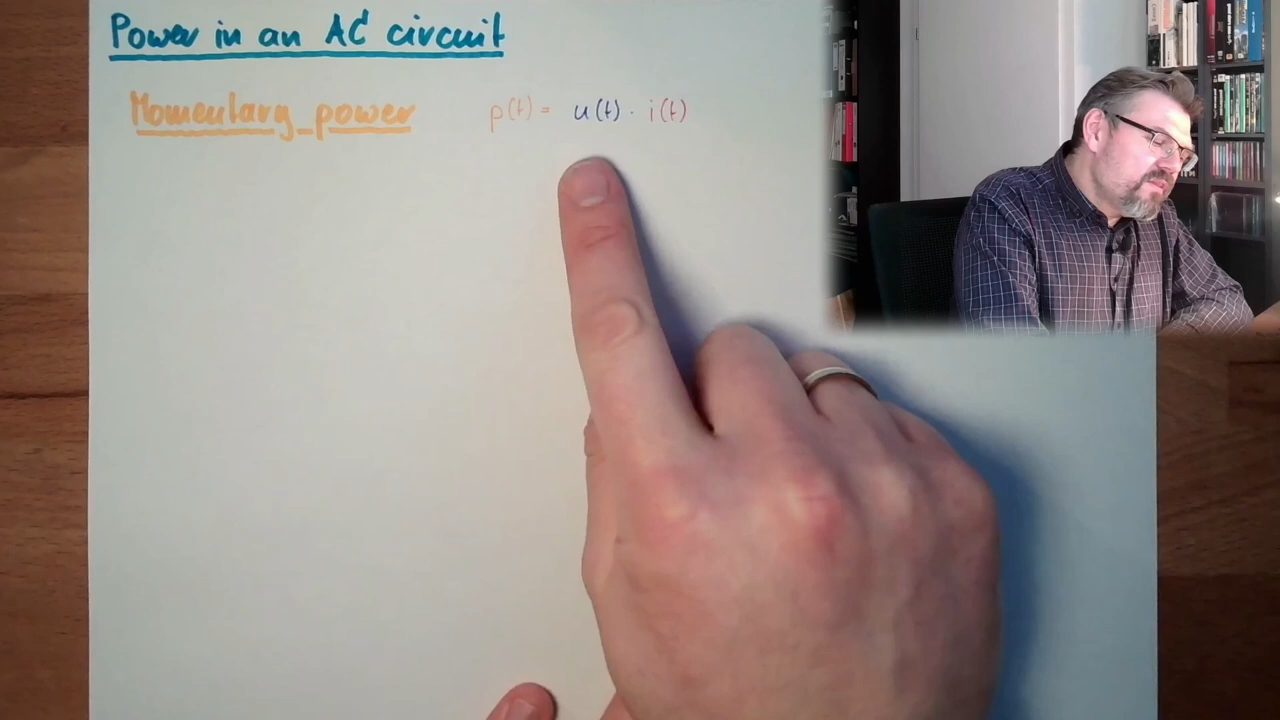 Power in an AC circuit
Momentary power p(t) = u(t) · i(t)